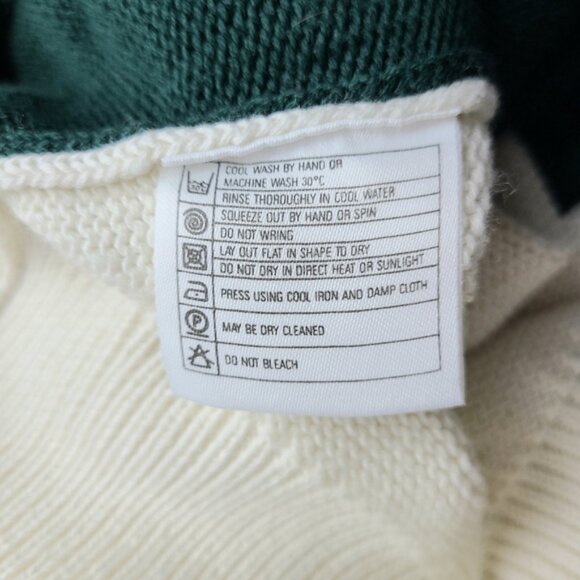 COOL WASH BY HAND OR
MACHINE WASH 30°C
RINSE THOROUGHLY IN COOL WATER
SQUEEZE OUT BY HAND OR SPIN
DO NOT WRING
LAY OUT FLAT IN SHAPE TO DRY
DO NOT DRY IN DIRECT HEAT OR SUNLIGHT
PRESS USING COOL IRON AND DAMP CLOTH
P MAY BE DRY CLEANED
DO NOT BLEACH